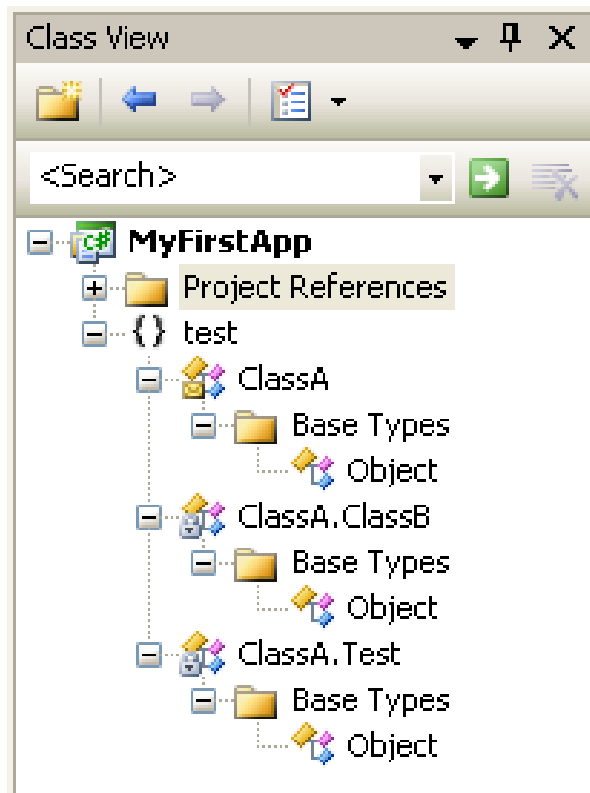 Class View
<Search>
C# MyFirstApp
Project References
{} test
ClassA
Base Types
Object
ClassA.ClassB
Base Types
Object
ClassA.Test
Base Types
Object